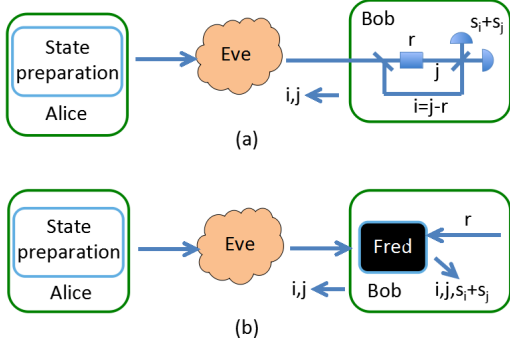 State
preparation
Alice
Eve
Bob
r
s_i+s_j
j
i=j-r
i,j
(a)
State
preparation
Alice
Eve
Fred
r
Bob
i,j,s_i+s_j
i,j
(b)